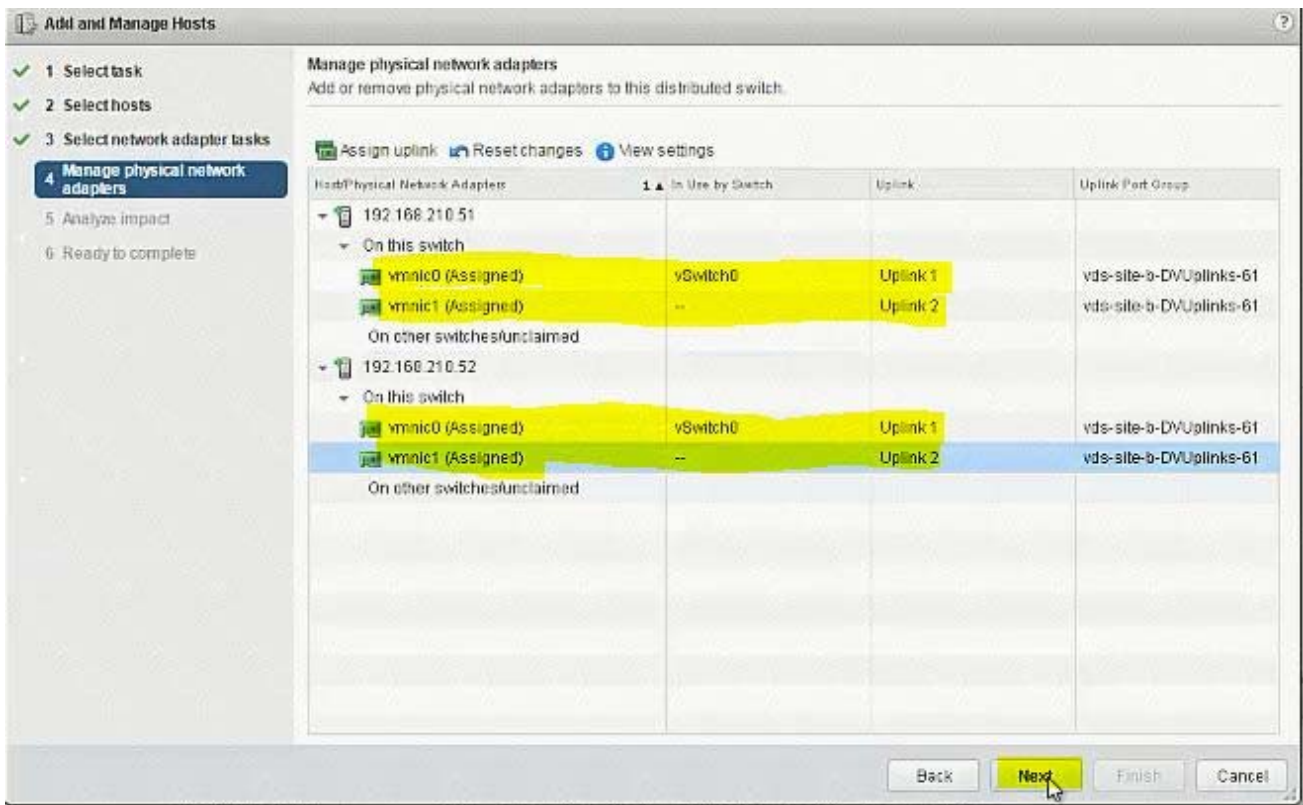 Add and Manage Hosts
?
1 Select task
2 Select hosts
3 Select network adapter tasks
4 Manage physical network
adapters
5 Analyze impact
6 Ready to complete
Manage physical network adapters
Add or remove physical network adapters to this distributed switch.
Assign uplink Reset changes View settings
Host/Physical Network Adapters 1 ▲ In Use by Switch Uplink Uplink Port Group
192.168.210.51
On this switch
vmnic0 (Assigned) vSwitch0 Uplink 1 vds-site-b-DVUplinks-61
vmnic1 (Assigned) -- Uplink 2 vds-site-b-DVUplinks-61
On other switches/unclaimed
192.168.210.52
On this switch
vmnic0 (Assigned) vSwitch0 Uplink 1 vds-site-b-DVUplinks-61
vmnic1 (Assigned) -- Uplink 2 vds-site-b-DVUplinks-61
On other switches/unclaimed
Back Next Finish Cancel